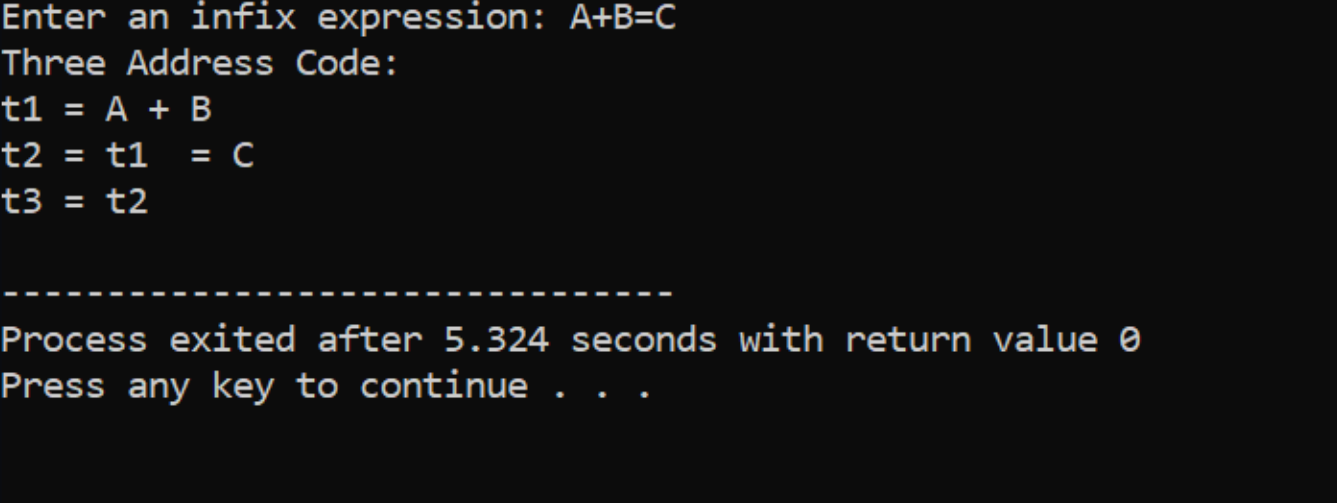 Enter an infix expression: A+B=C
Three Address Code:
t1 = A + B
t2 = t1  = C
t3 = t2
--------------------------------
Process exited after 5.324 seconds with return value 0
Press any key to continue . . .